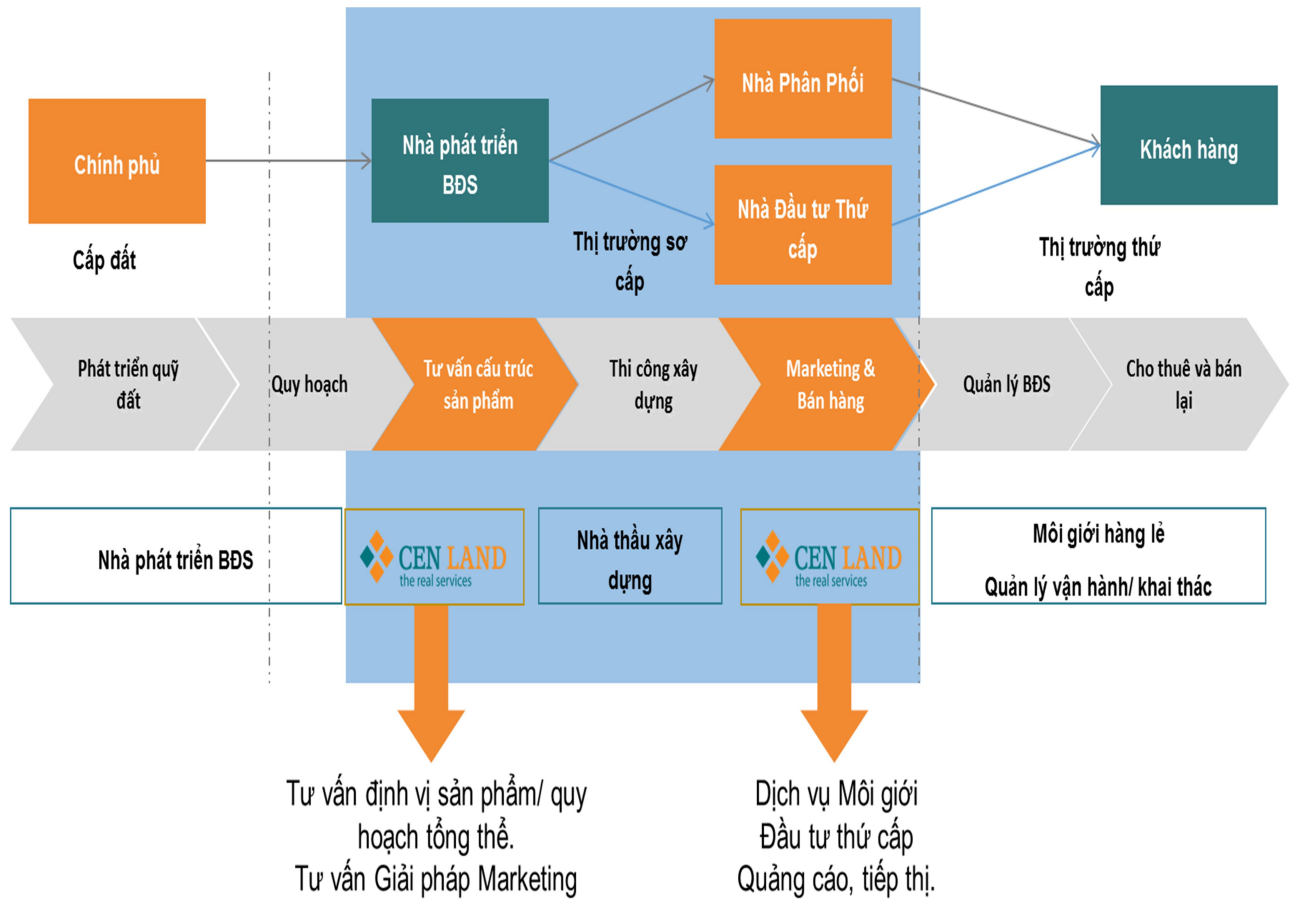 Chính phủ
Nhà phát triển
BĐS
Nhà Phân Phối
Nhà Đầu tư Thứ
cấp
Khách hàng
Cấp đất
Thị trường sơ
cấp
Thị trường thứ
cấp
Phát triển quỹ
đất
Quy hoạch
Tư vấn cấu trúc
sản phẩm
Thi công xây
dựng
Marketing &
Bán hàng
Quản lý BĐS
Cho thuê và bán
lại
Nhà phát triển BĐS
CEN LAND
the real services
Nhà thầu xây
dựng
CEN LAND
the real services
Môi giới hàng lẻ
Quản lý vận hành/ khai thác
Tư vấn định vị sản phẩm/ quy
hoạch tổng thể.
Tư vấn Giải pháp Marketing
Dịch vụ Môi giới
Đầu tư thứ cấp
Quảng cáo, tiếp thị.